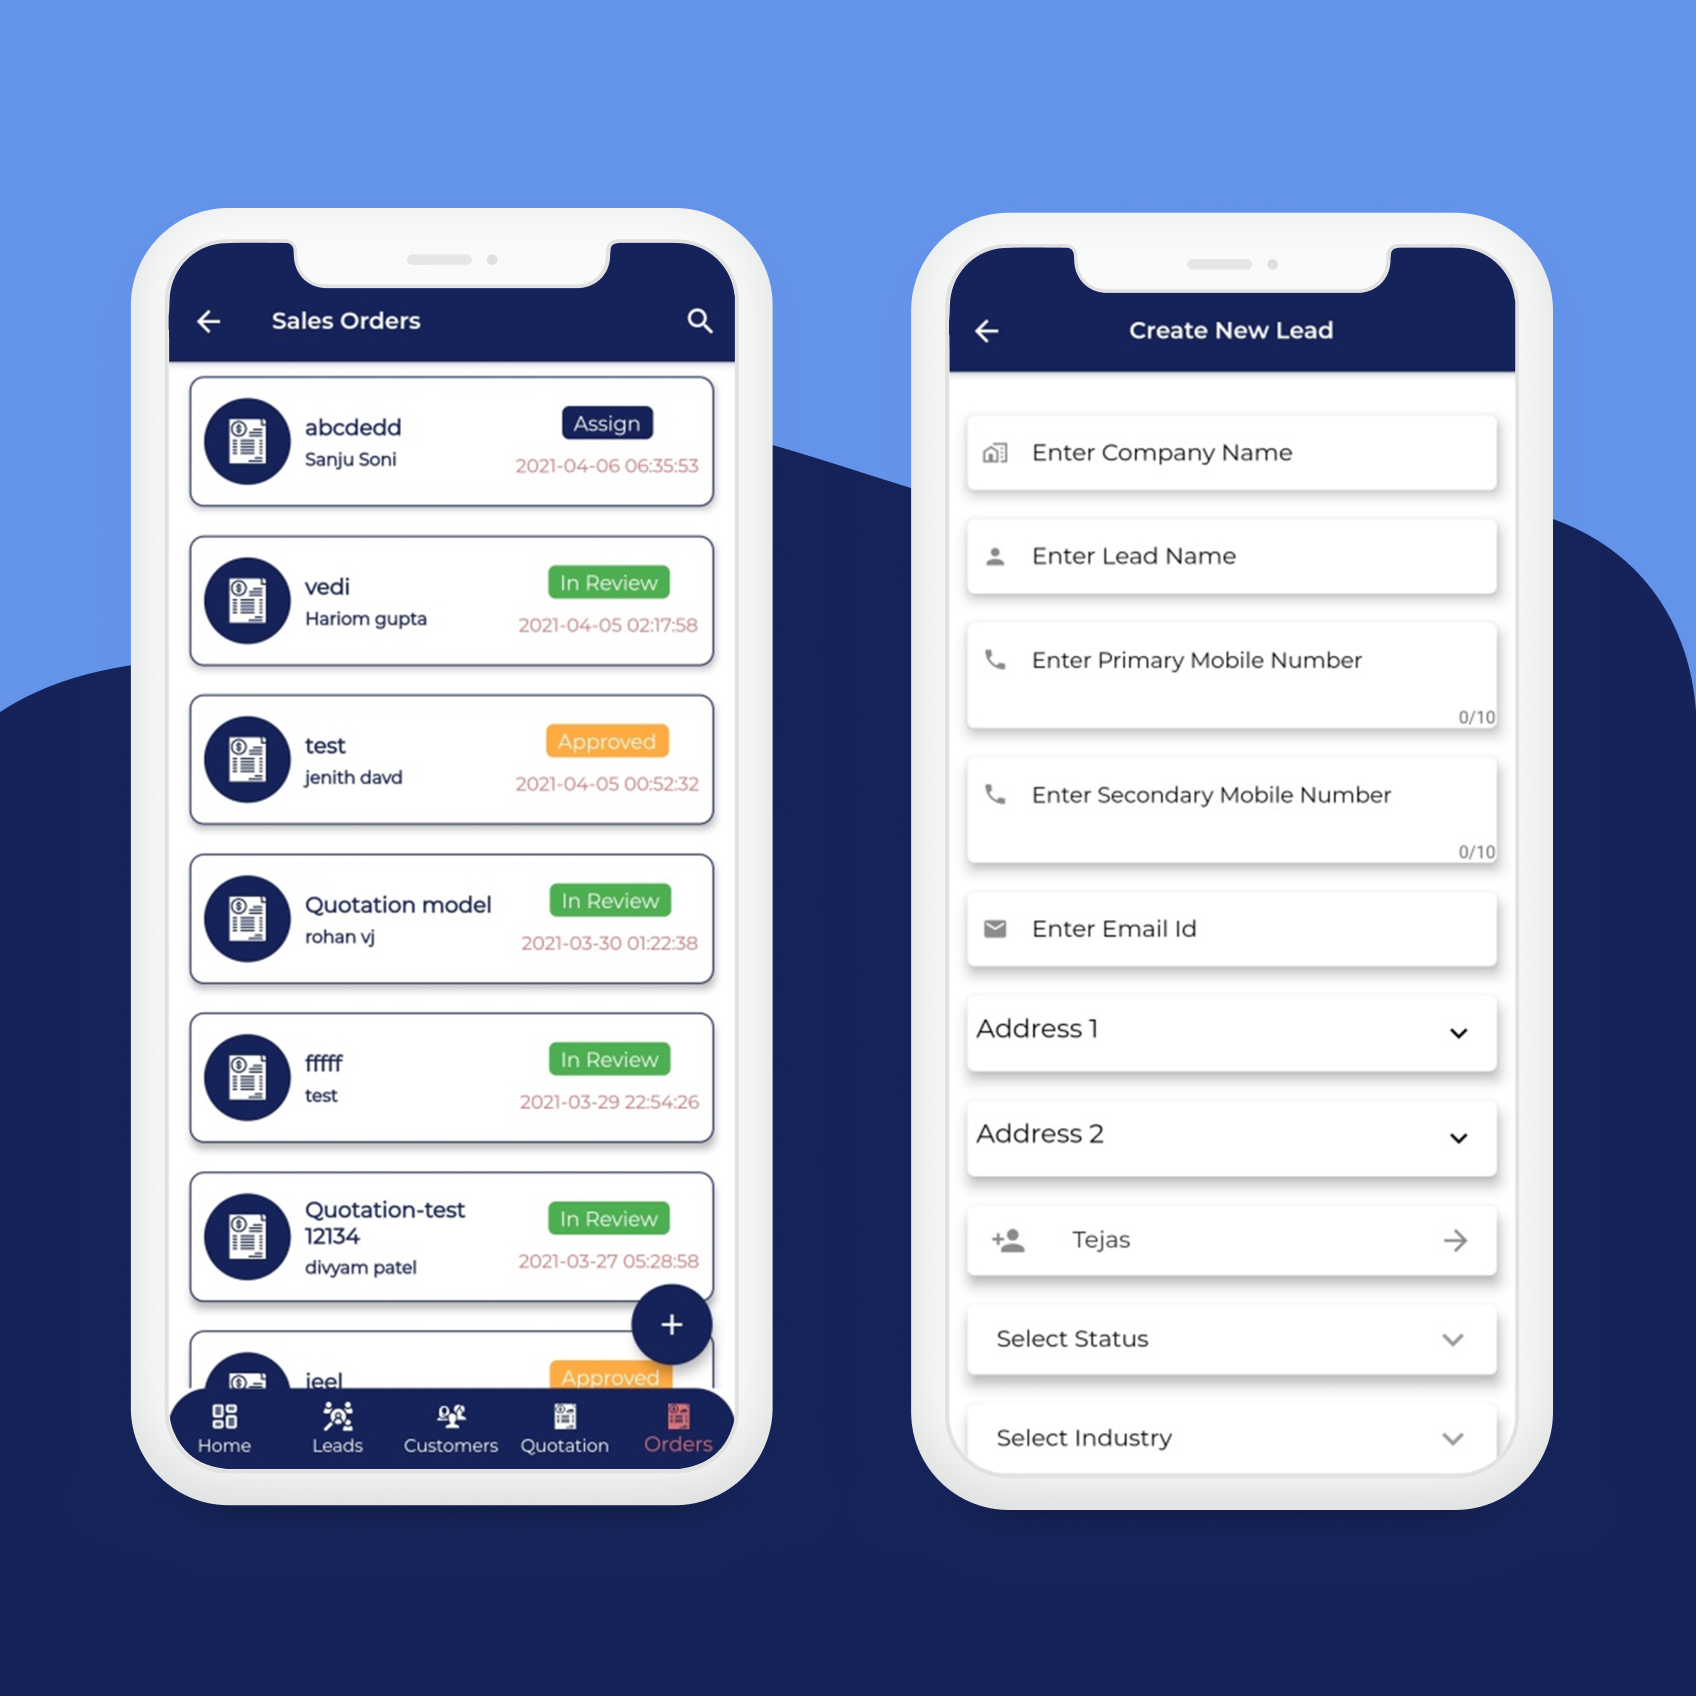 Sales Orders
abcdedd
Assign
Sanju Soni
2021-04-06 06:35:53
vedi
In Review
Hariom gupta
2021-04-05 02:17:58
test
Approved
jenith davd
2021-04-05 00:52:32
Quotation model
In Review
rohan vj
2021-03-30 01:22:38
fffff
In Review
test
2021-03-29 22:54:26
Quotation-test
12134
In Review
divyam patel
2021-03-27 05:28:58
+
jeel
Approved
Home
Leads
Customers
Quotation
Orders
Create New Lead
Enter Company Name
Enter Lead Name
Enter Primary Mobile Number
0/10
Enter Secondary Mobile Number
0/10
Enter Email Id
Address 1
Address 2
Tejas
Select Status
Select Industry